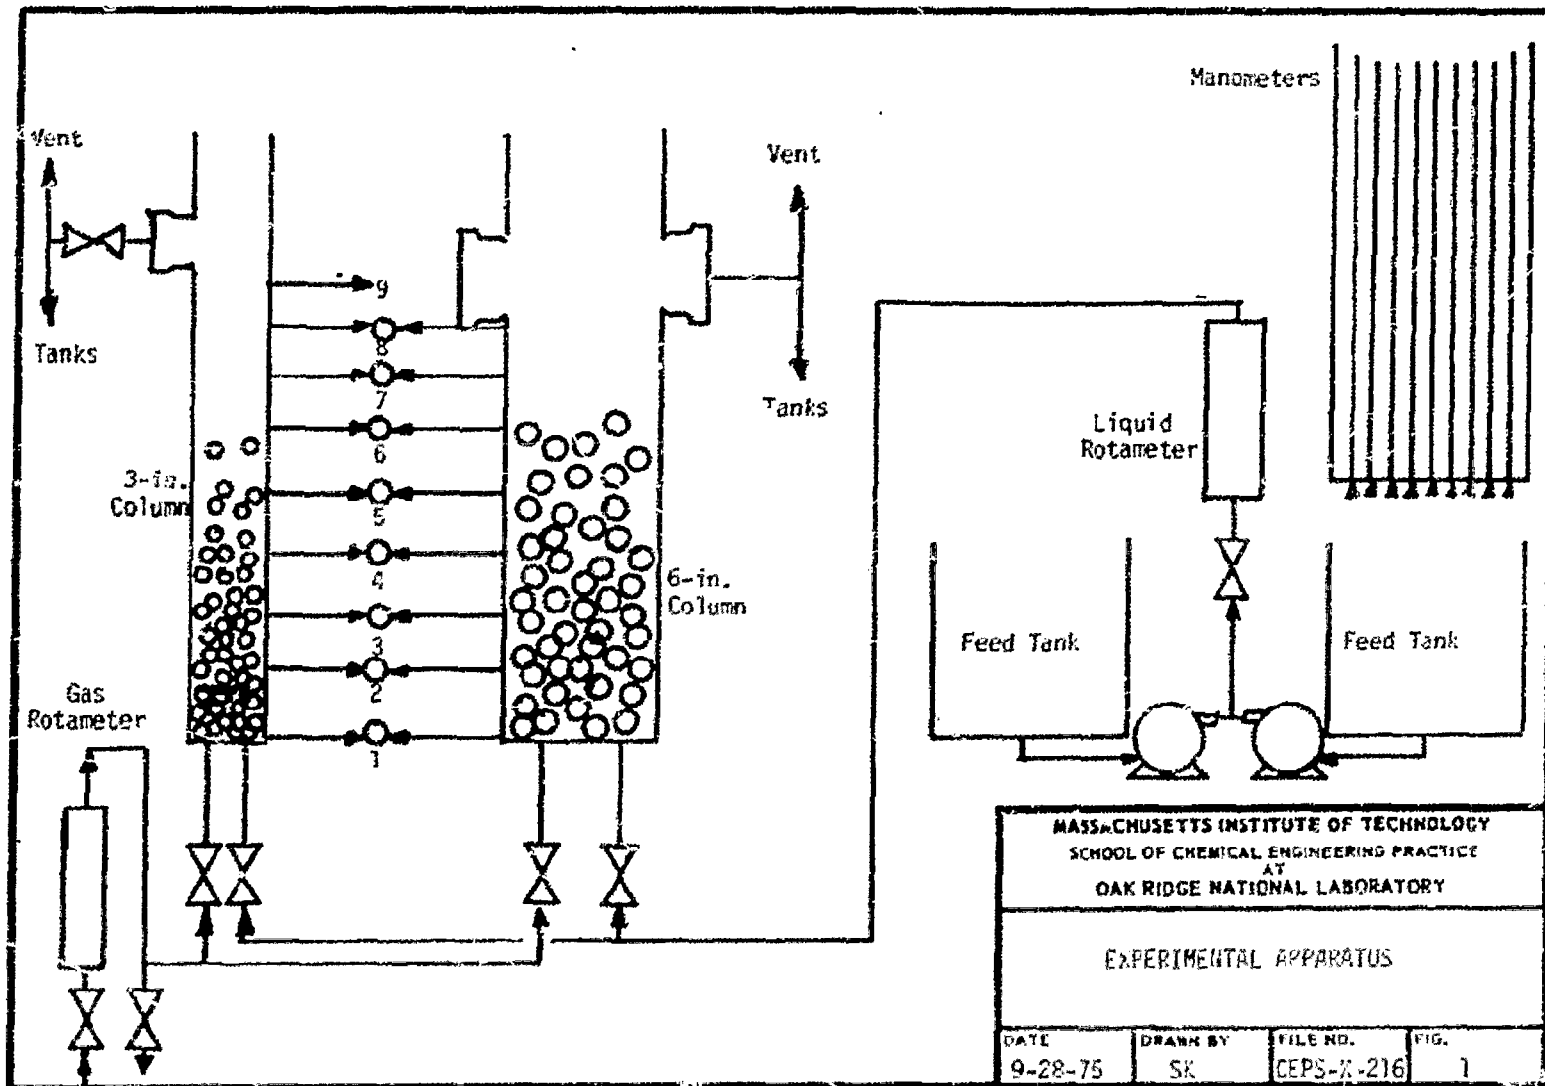 Manometers
Vent
Vent
Tanks
Tanks
9
8
7
6
5
4
3
2
1
3-in.
Column
6-in.
Column
Liquid
Rotameter
Feed Tank
Feed Tank
Gas
Rotameter
MASSACHUSETTS INSTITUTE OF TECHNOLOGY
SCHOOL OF CHEMICAL ENGINEERING PRACTICE
AT
OAK RIDGE NATIONAL LABORATORY
EXPERIMENTAL APPARATUS
DATE
9-28-75
DRAWN BY
SK
FILE NO.
CEPS-X-216
FIG.
1